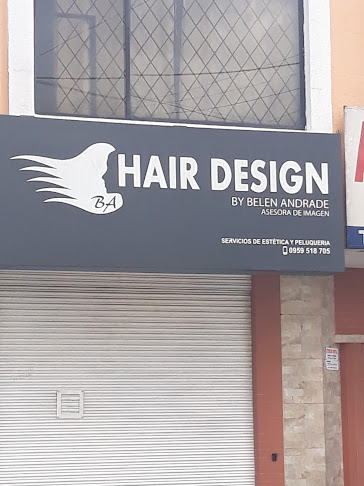 HAIR DESIGN
BA
BY BELEN ANDRADE
ASESORA DE IMAGEN
SERVICIOS DE ESTÉTICA Y PELUQUERIA
0959 518 705